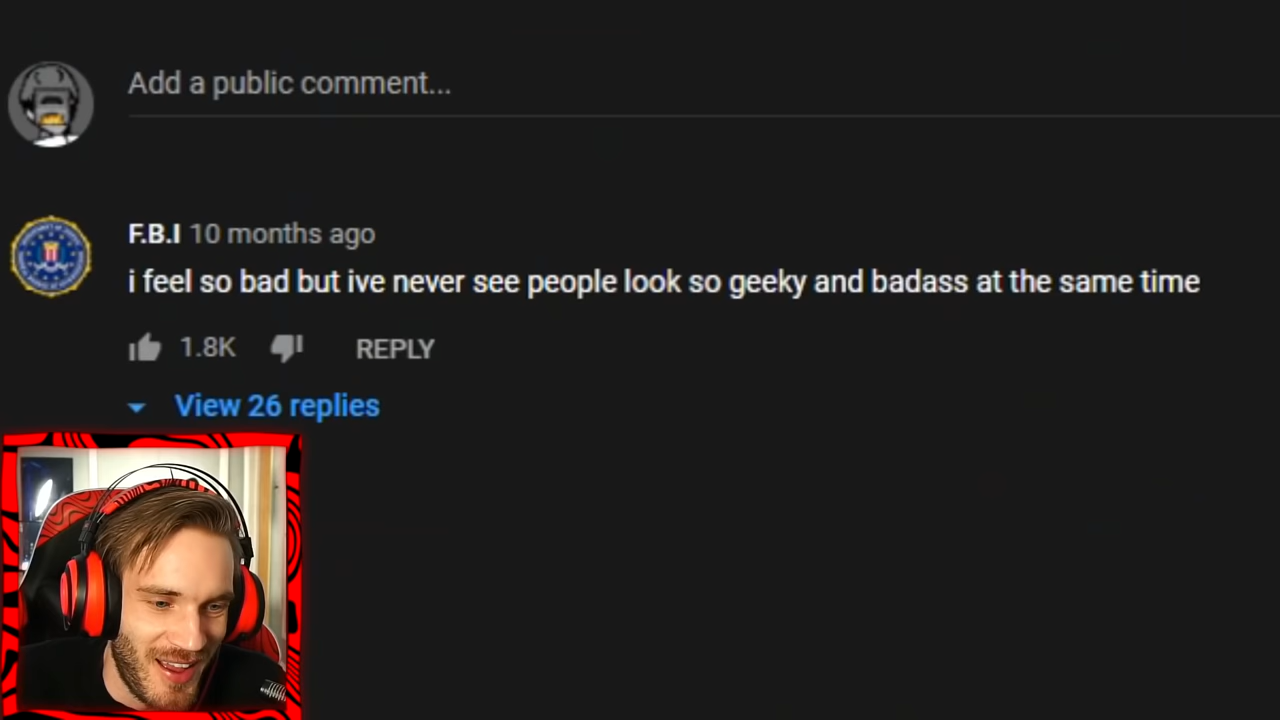 Add a public comment...
F.B.I 10 months ago
i feel so bad but ive never see people look so geeky and badass at the same time
1.8K REPLY
View 26 replies